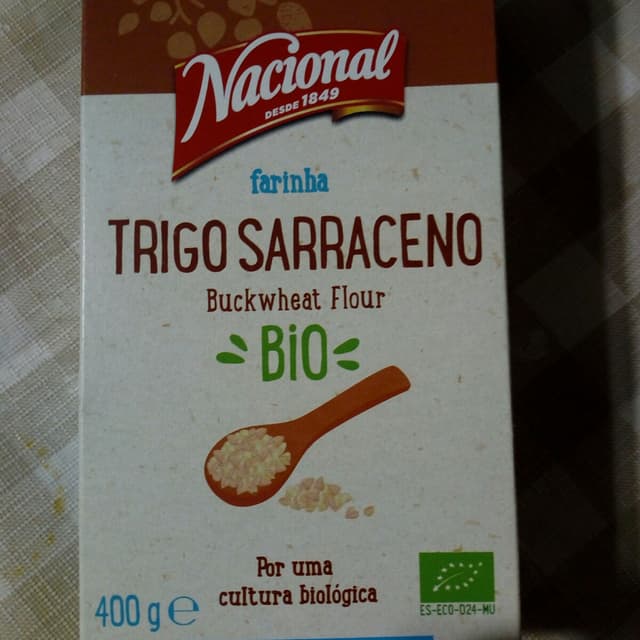 Nacional
DESDE 1849
farinha
TRIGO SARRACENO
Buckwheat Flour
BiO
Por uma
cultura biológica
400 g e
ES-ECO-024-MU